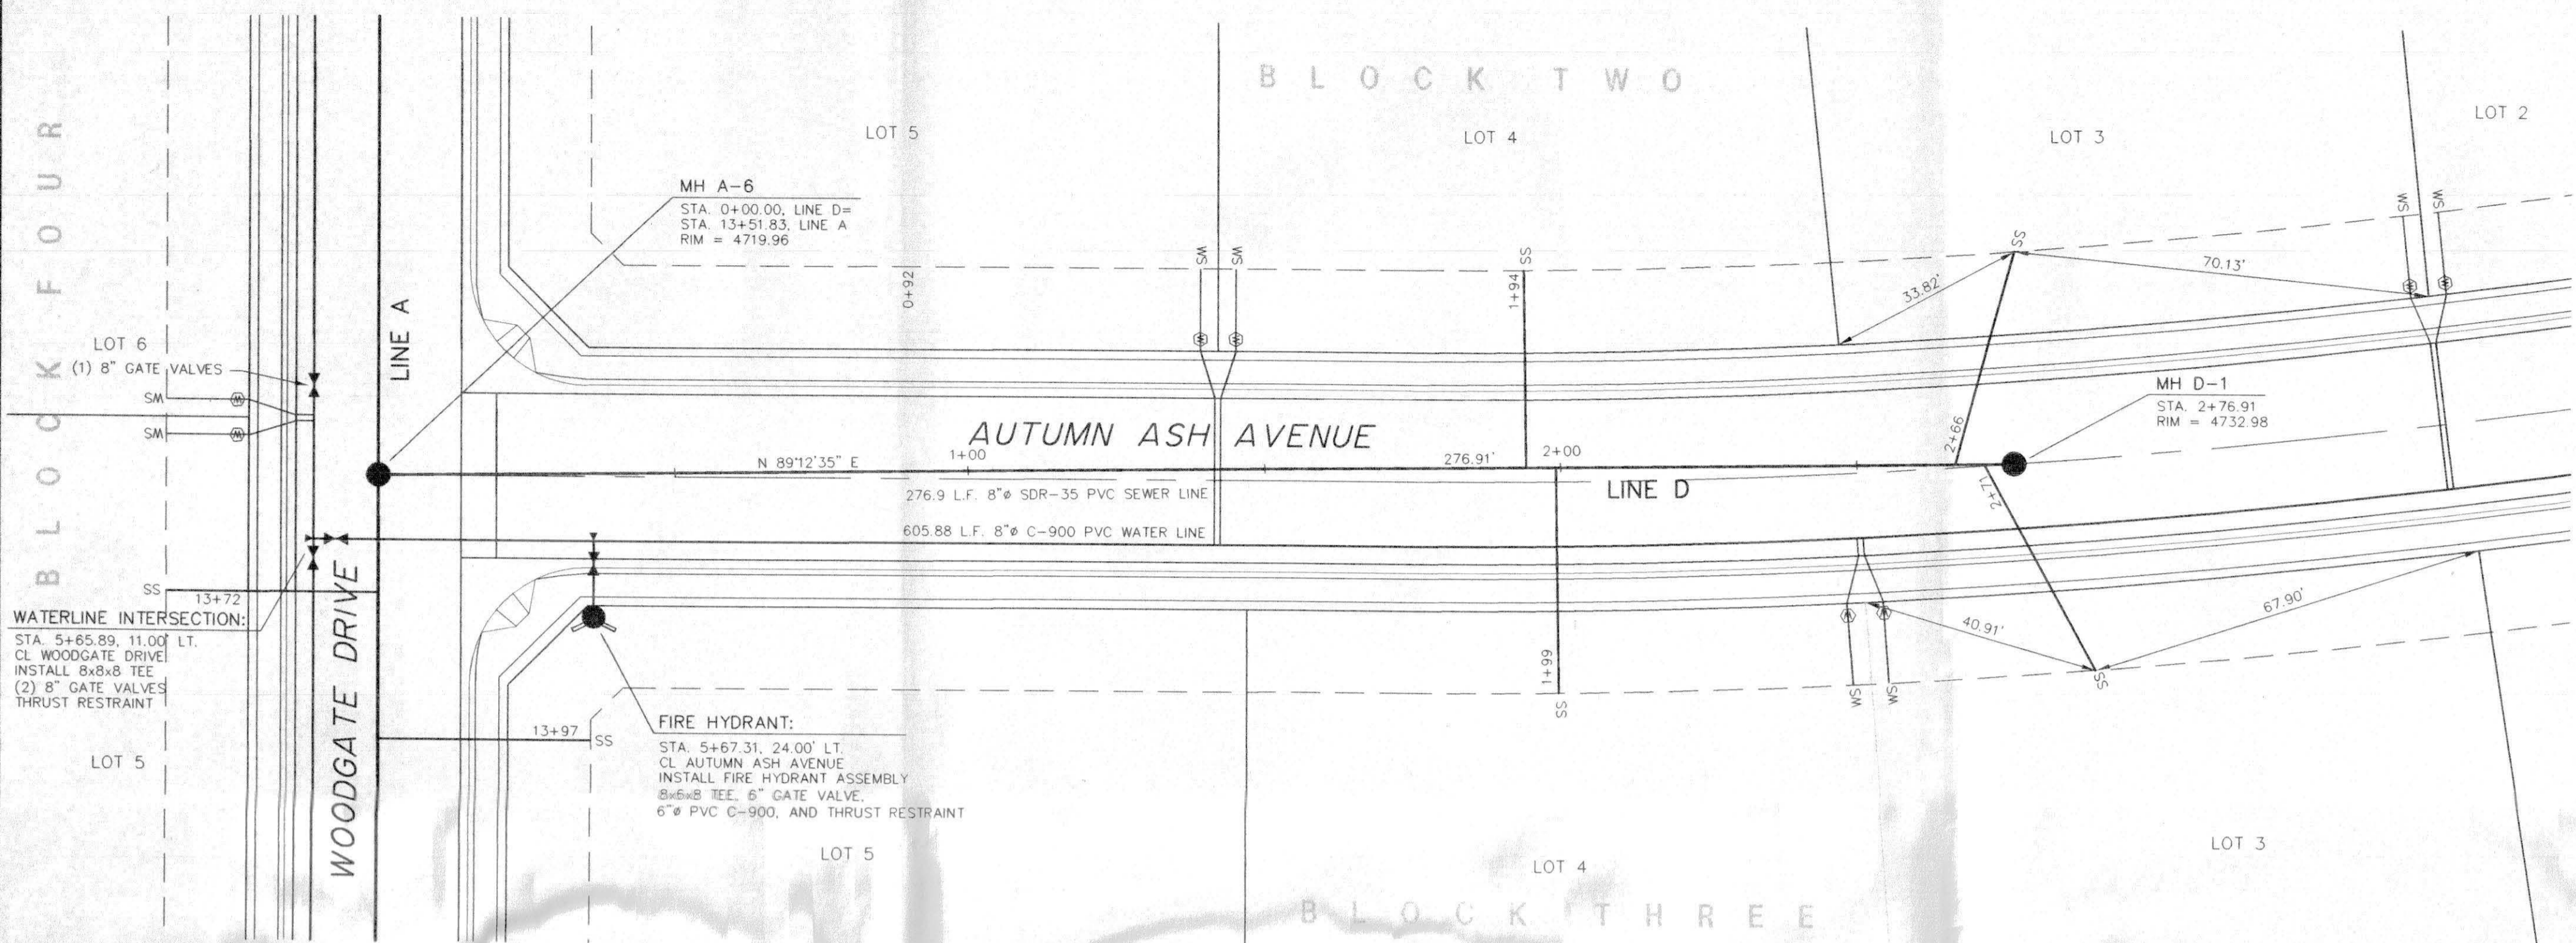 BLOCK TWO
LOT 5
LOT 4
LOT 3
LOT 2
BLOCK FOUR
MH A-6
STA. 0+00.00, LINE D=
STA. 13+51.83, LINE A
RIM = 4719.96
0+92
WS
WS
SS
1+94
SS
33.82'
70.13'
WS
WS
W
W
W
W
LINE A
LOT 6
(1) 8" GATE VALVES
SM
W
SM
W
MH D-1
STA. 2+76.91
RIM = 4732.98
AUTUMN ASH AVENUE
N 89°12'35" E
1+00
276.91'
2+00
2+66
276.9 L.F. 8"ø SDR-35 PVC SEWER LINE
LINE D
2+71
605.88 L.F. 8"ø C-900 PVC WATER LINE
SS
13+72
WATERLINE INTERSECTION:
STA. 5+65.89, 11.00' LT.
CL WOODGATE DRIVE
INSTALL 8x8x8 TEE
(2) 8" GATE VALVES
THRUST RESTRAINT
WOODGATE DRIVE
W
W
40.91'
67.90'
1+99
SS
WS
WS
SS
13+97
SS
FIRE HYDRANT:
STA. 5+67.31, 24.00' LT.
CL AUTUMN ASH AVENUE
INSTALL FIRE HYDRANT ASSEMBLY
8x6x8 TEE, 6" GATE VALVE,
6"ø PVC C-900, AND THRUST RESTRAINT
LOT 5
LOT 5
LOT 4
LOT 3
BLOCK THREE